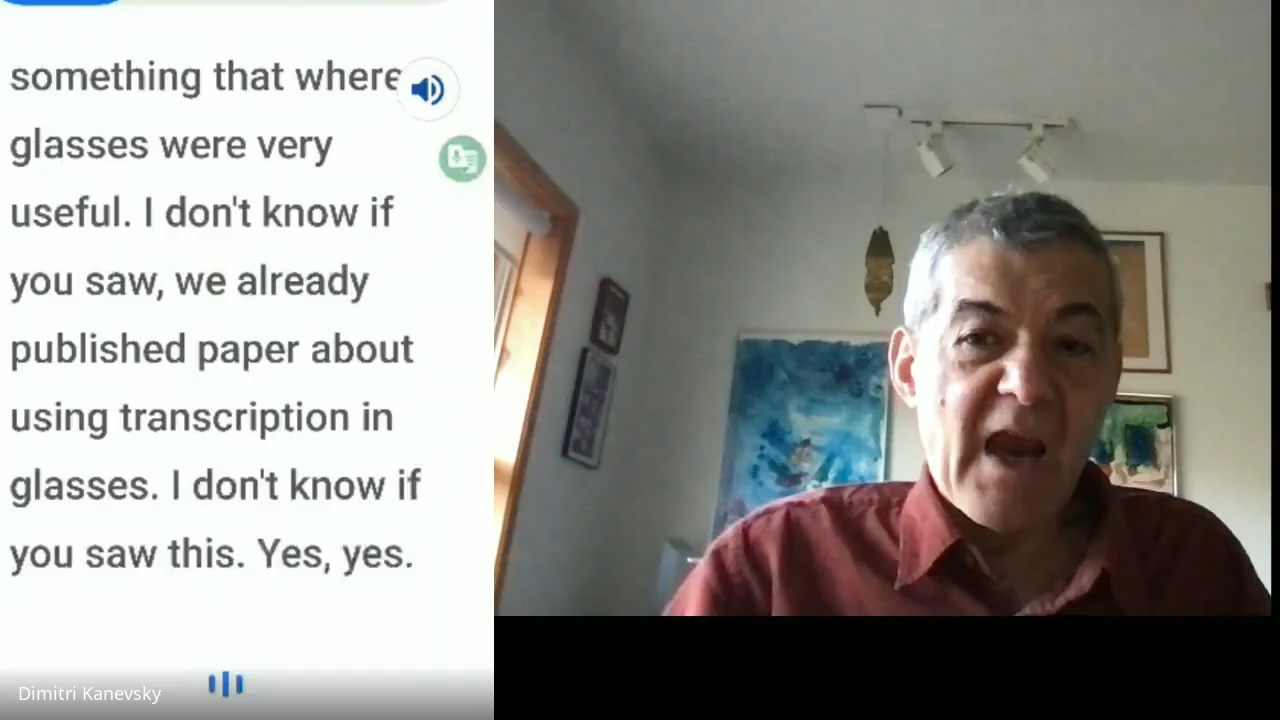 something that where
glasses were very
useful. I don't know if
you saw, we already
published paper about
using transcription in
glasses. I don't know if
you saw this. Yes, yes.
Dimitri Kanevsky